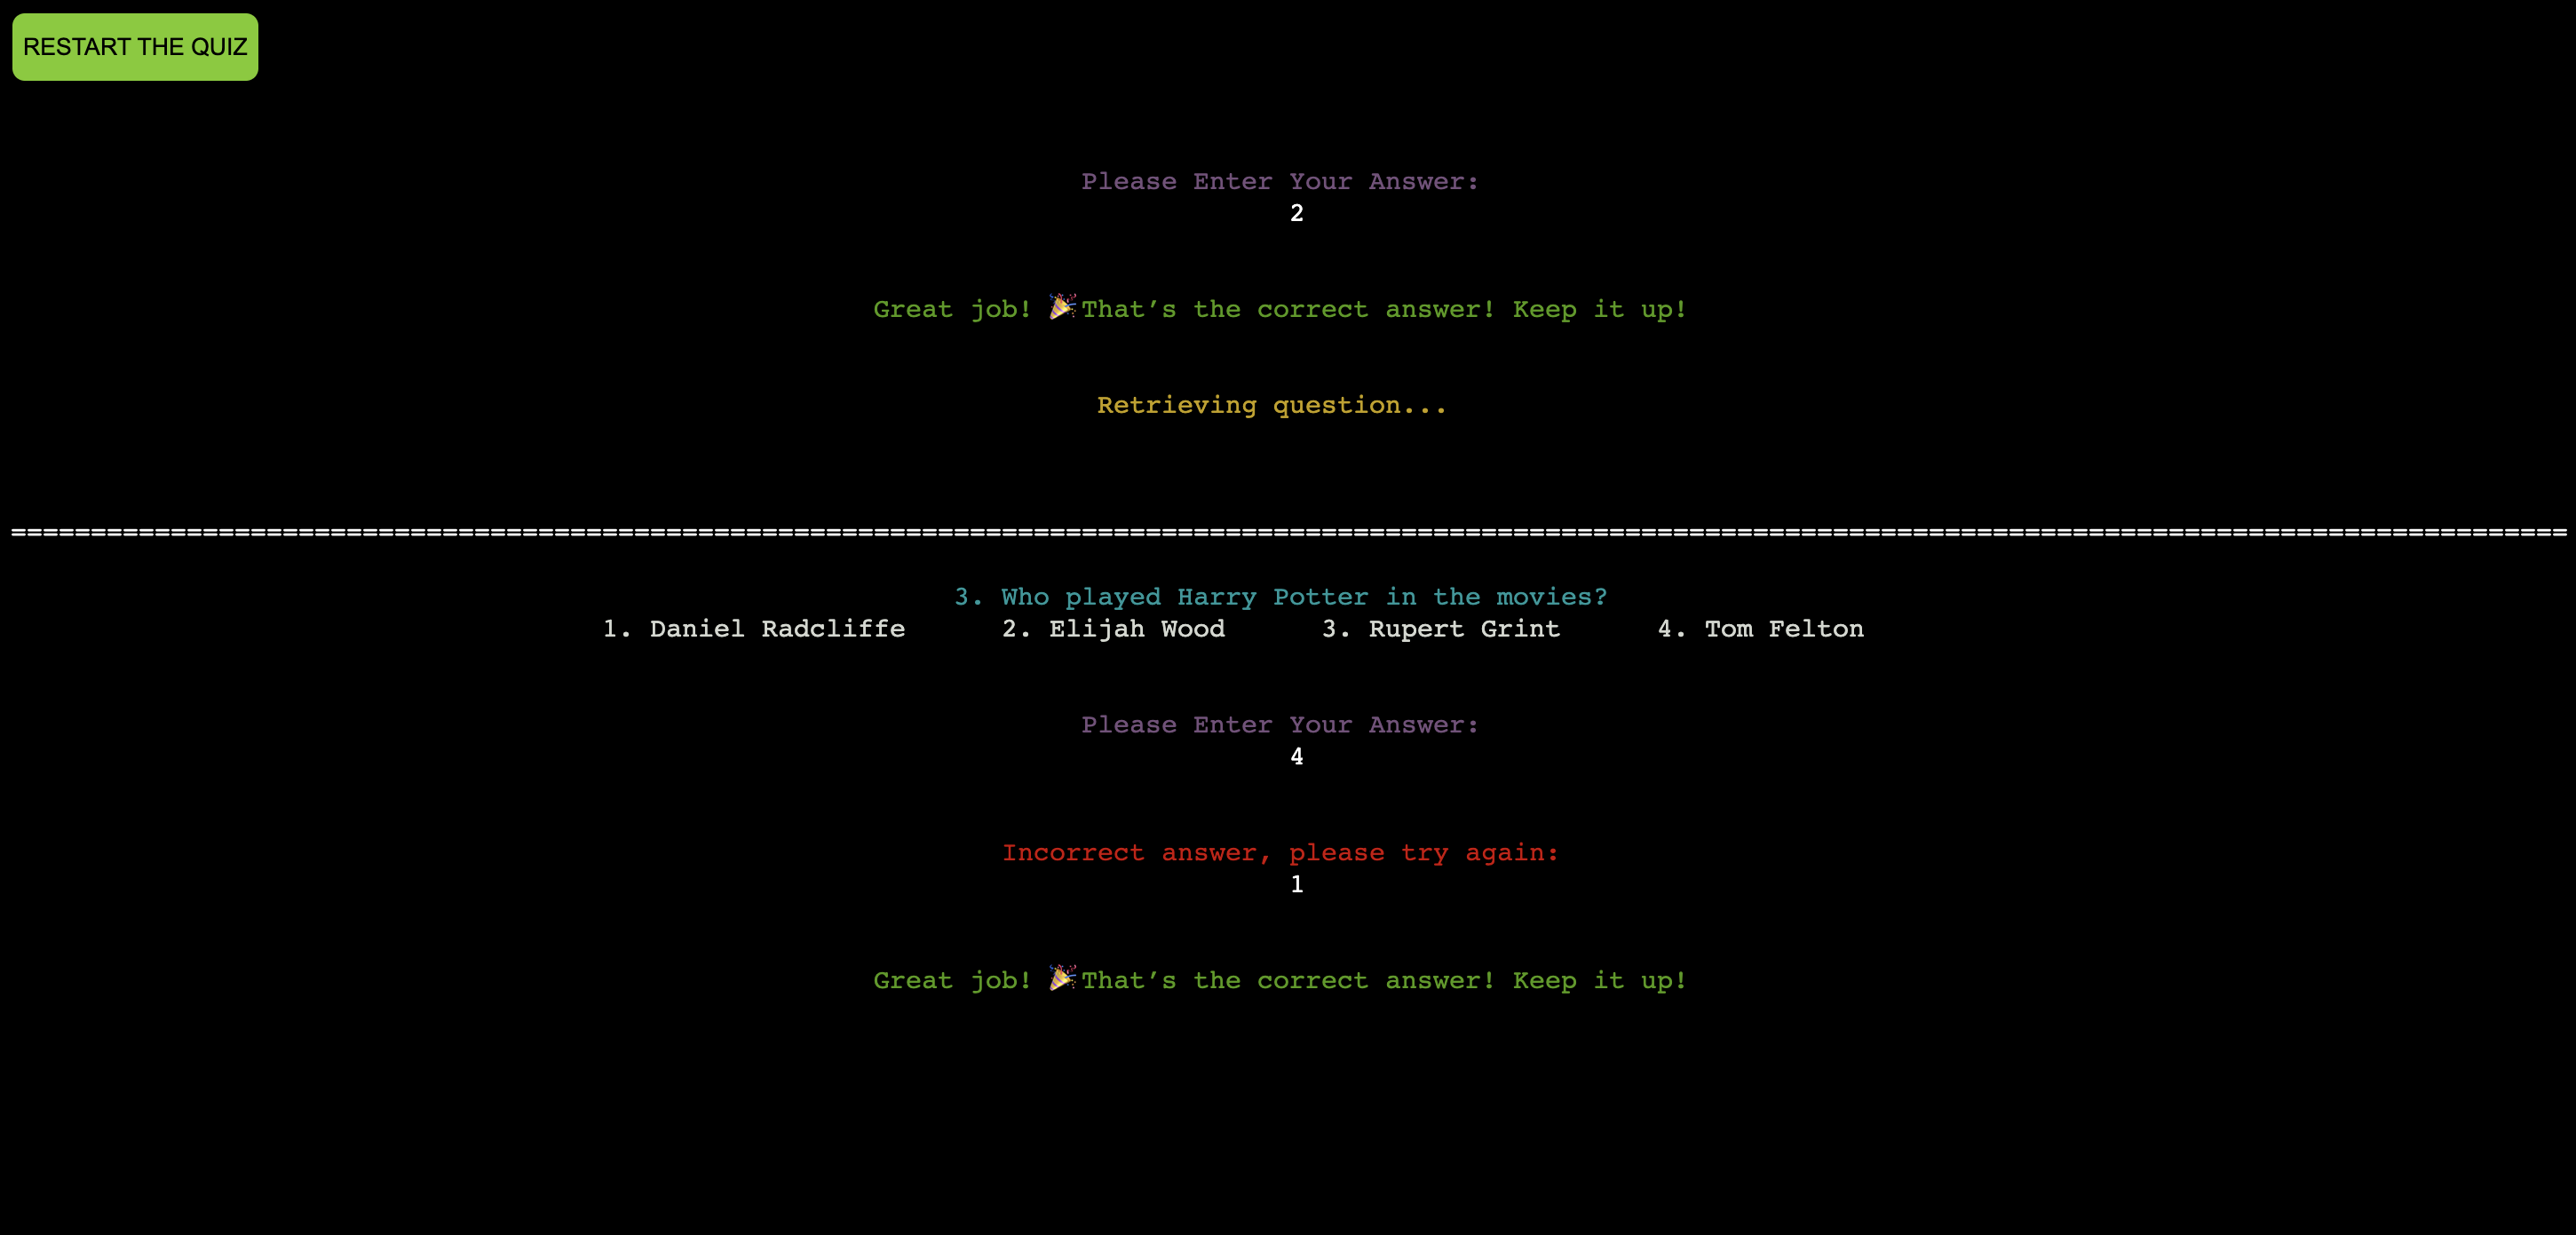 RESTART THE QUIZ
Please Enter Your Answer:
2
Great job! 🎉That’s the correct answer! Keep it up!
Retrieving question...
================================================================================================================================================================
3. Who played Harry Potter in the movies?
1. Daniel Radcliffe      2. Elijah Wood      3. Rupert Grint      4. Tom Felton
Please Enter Your Answer:
4
Incorrect answer, please try again:
1
Great job! 🎉That’s the correct answer! Keep it up!